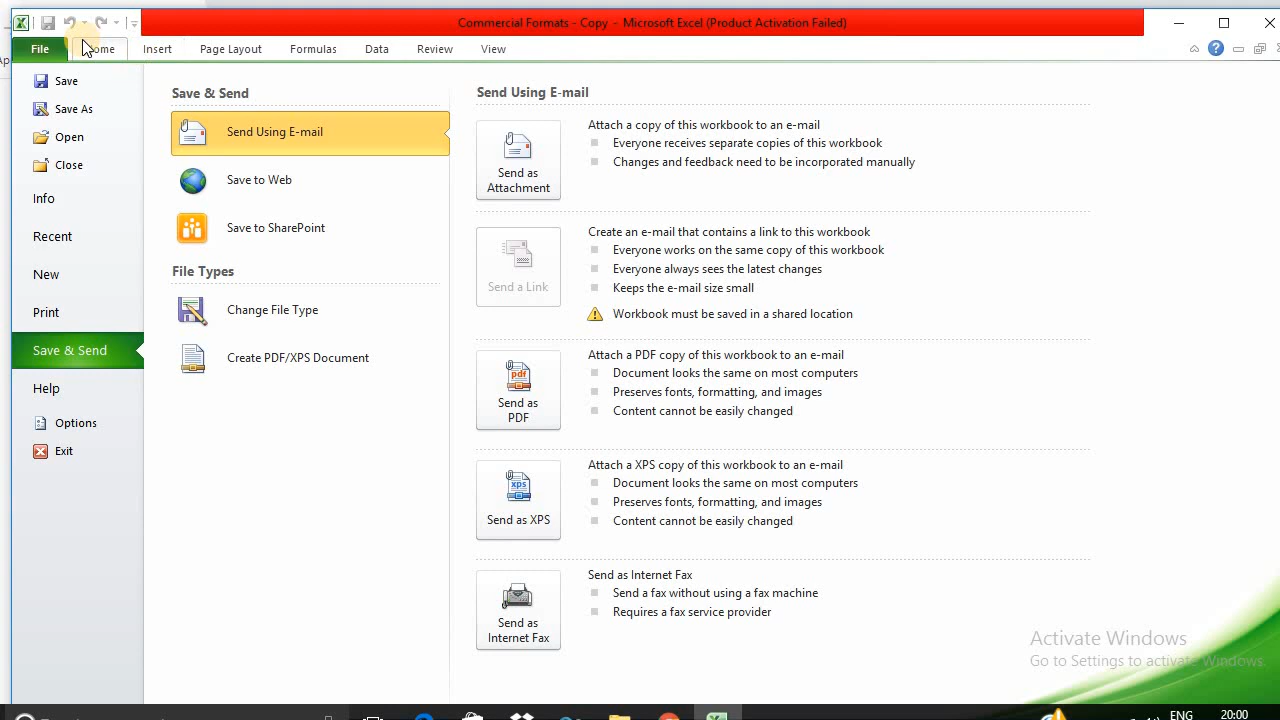 Commercial Formats - Copy - Microsoft Excel (Product Activation Failed)
File
Insert
Page Layout
Formulas
Data
Review
View
Save
Save As
Open
Close
Info
Recent
New
Print
Save & Send
Help
Options
Exit
Save & Send
Send Using E-mail
Save to Web
Save to SharePoint
File Types
Change File Type
Create PDF/XPS Document
Send Using E-mail
Send as
Attachment
Attach a copy of this workbook to an e-mail
Everyone receives separate copies of this workbook
Changes and feedback need to be incorporated manually
Send a Link
Create an e-mail that contains a link to this workbook
Everyone works on the same copy of this workbook
Everyone always sees the latest changes
Keeps the e-mail size small
Workbook must be saved in a shared location
pdf
Send as
PDF
Attach a PDF copy of this workbook to an e-mail
Document looks the same on most computers
Preserves fonts, formatting, and images
Content cannot be easily changed
xps
Send as XPS
Attach a XPS copy of this workbook to an e-mail
Document looks the same on most computers
Preserves fonts, formatting, and images
Content cannot be easily changed
Send as
Internet Fax
Send as Internet Fax
Send a fax without using a fax machine
Requires a fax service provider
Activate Windows
Go to Settings to activate Windows.
ENG
20:00